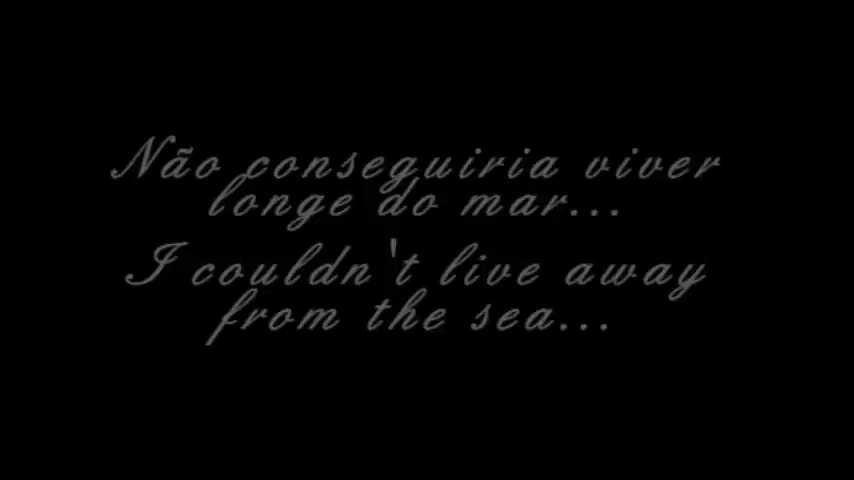 Não conseguiria viver
longe do mar...
I couldn't live away
from the sea...